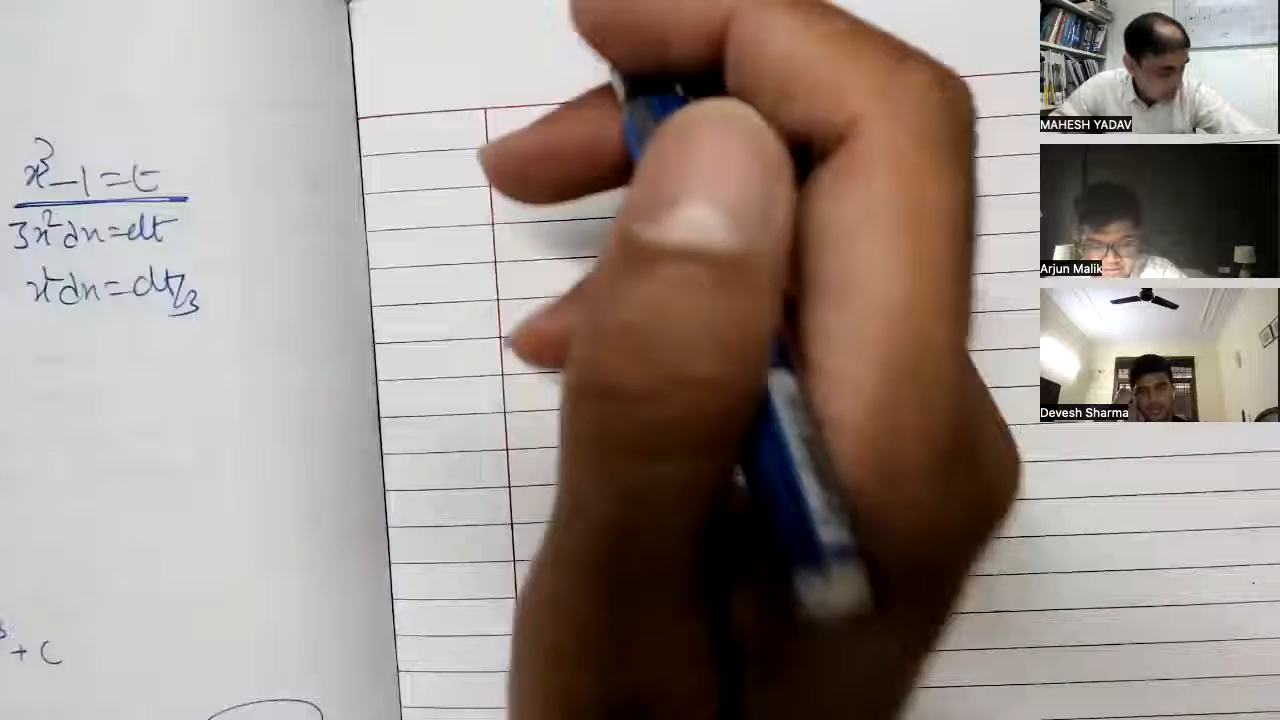 x³-1=t
3x²dx=dt
x²dx=dt/3
+ C
MAHESH YADAV
Arjun Malik
Devesh Sharma